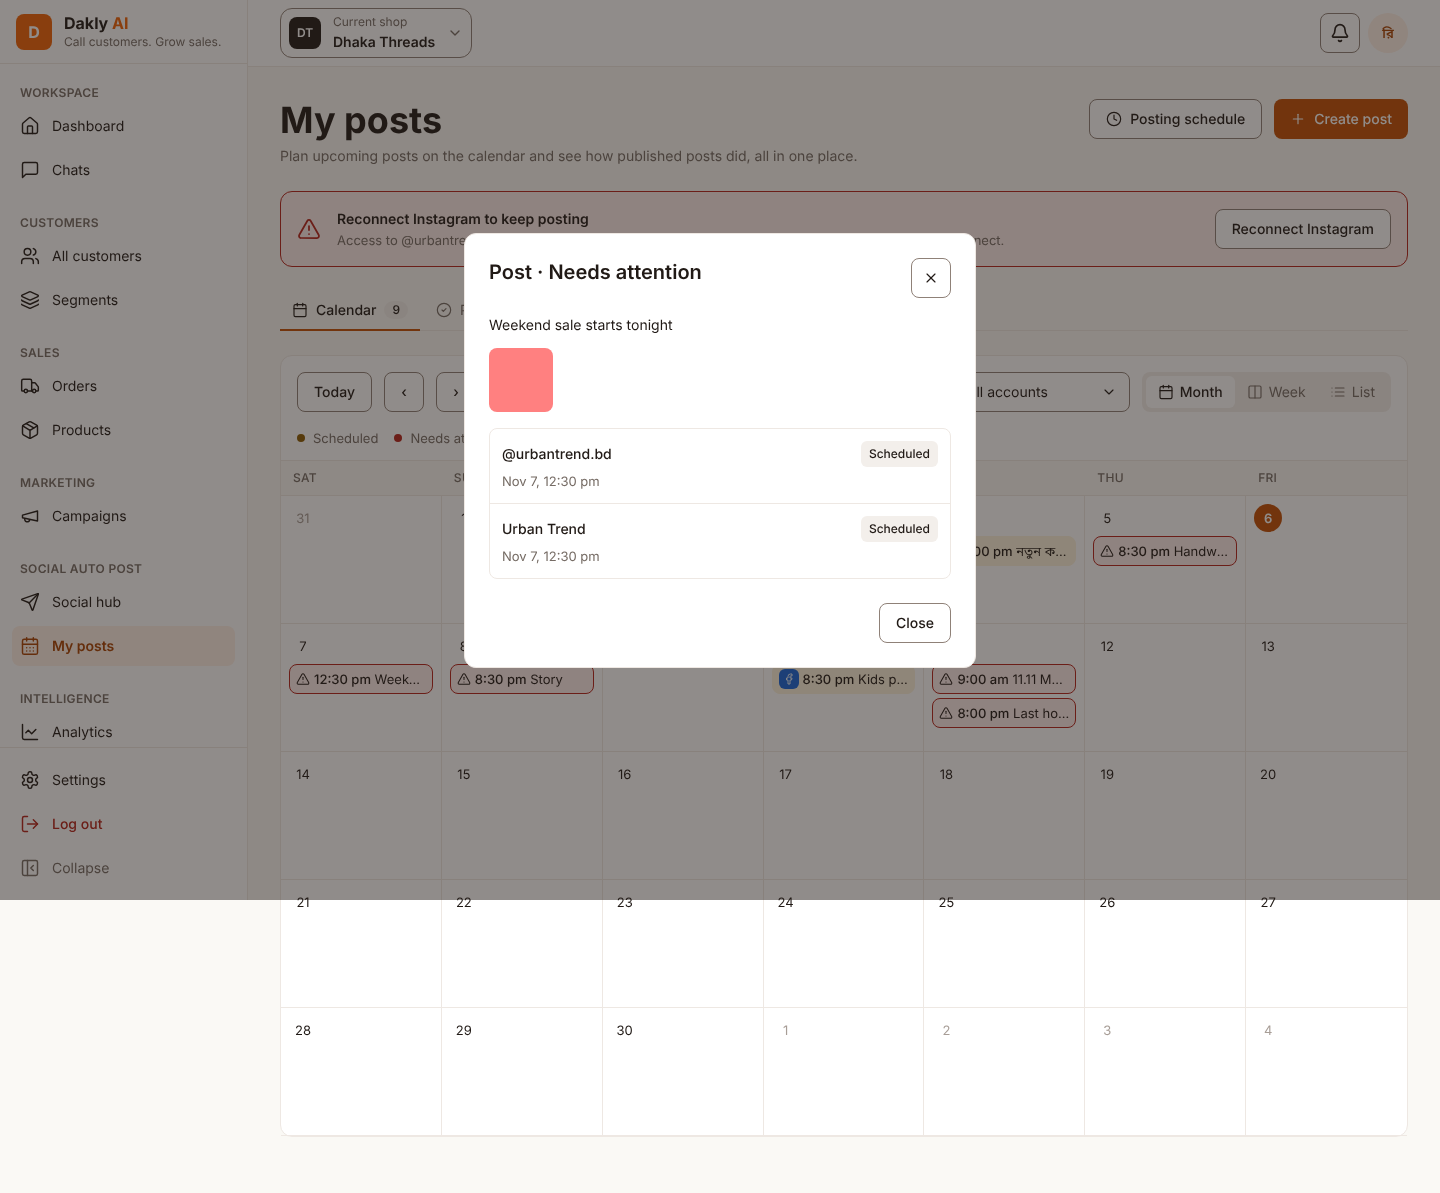 D
Dakly AI
Call customers. Grow sales.
DT
Current shop
Dhaka Threads
রি
WORKSPACE
Dashboard
Chats
CUSTOMERS
All customers
Segments
SALES
Orders
Products
MARKETING
Campaigns
SOCIAL AUTO POST
Social hub
My posts
INTELLIGENCE
Analytics
Settings
Log out
Collapse
My posts
Plan upcoming posts on the calendar and see how published posts did, all in one place.
Posting schedule
Create post
Reconnect Instagram to keep posting
Access to @urbantre
nect.
Reconnect Instagram
Calendar 9
Today
‹
›
ll accounts
Month
Week
List
Scheduled
Needs at
Post · Needs attention
Weekend sale starts tonight
@urbantrend.bd
Scheduled
Nov 7, 12:30 pm
Urban Trend
Scheduled
Nov 7, 12:30 pm
Close
SAT
THU
FRI
31
5
6
00 pm নতুন ক...
8:30 pm Handw...
7
12
13
12:30 pm Week...
8:30 pm Story
8:30 pm Kids p...
9:00 am 11.11 M...
8:00 pm Last ho...
14
15
16
17
18
19
20
21
22
23
24
25
26
27
28
29
30
1
2
3
4